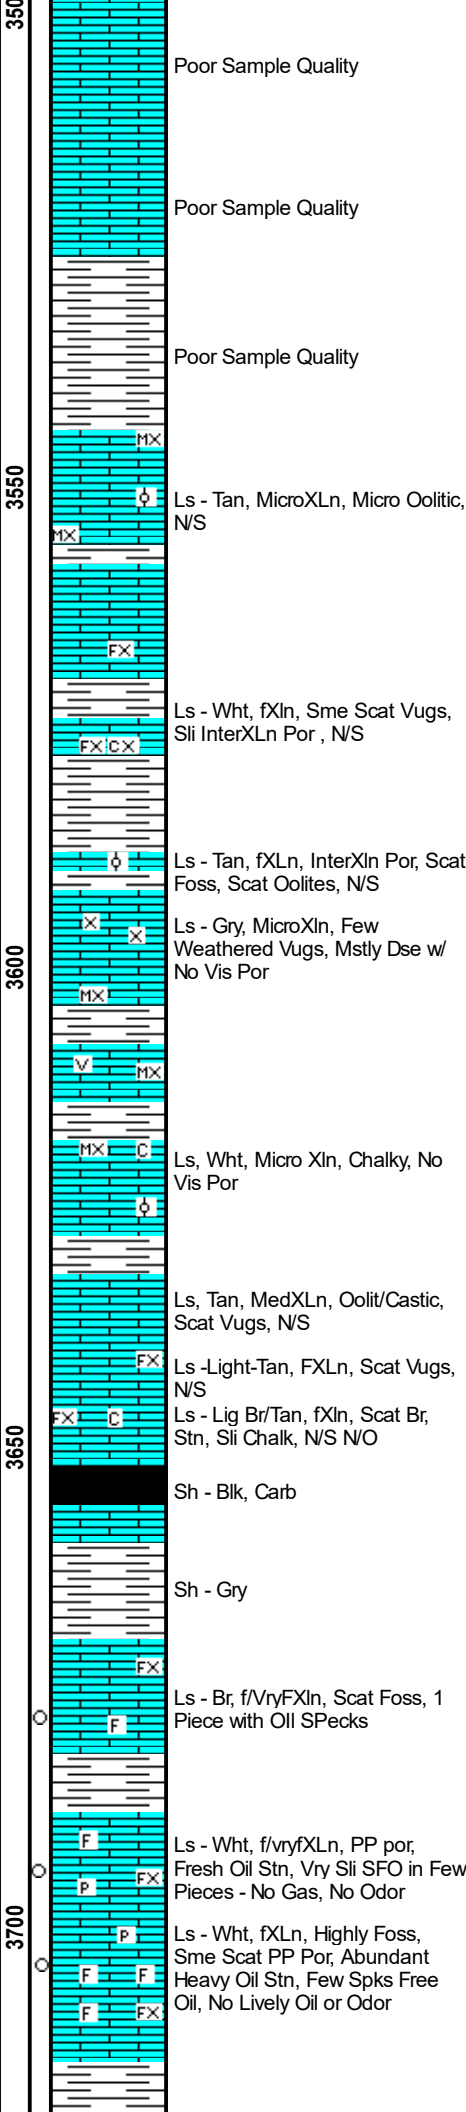 350
Poor Sample Quality
Poor Sample Quality
Poor Sample Quality
MX
3550
Ls - Tan, MicroXLn, Micro Oolitic,
N/S
MX
FX
Ls - Wht, fXln, Sme Scat Vugs,
Sli InterXLn Por , N/S
FX CX
Ls - Tan, fXLn, InterXln Por, Scat
Foss, Scat Oolites, N/S
X
Ls - Gry, MicroXln, Few
X
Weathered Vugs, Mstly Dse w/
3600
No Vis Por
MX
V
MX
MX C
Ls, Wht, Micro Xln, Chalky, No
Vis Por
Ls, Tan, MedXLn, Oolit/Castic,
Scat Vugs, N/S
FX
Ls -Light-Tan, FXLn, Scat Vugs,
N/S
FX C
Ls - Lig Br/Tan, fXln, Scat Br,
Stn, Sli Chalk, N/S N/O
3650
Sh - Blk, Carb
Sh - Gry
FX
Ls - Br, f/VryFXln, Scat Foss, 1
Piece with OIl SPecks
F
F
Ls - Wht, f/vryfXLn, PP por,
Fresh Oil Stn, Vry Sli SFO in Few
FX
P
Pieces - No Gas, No Odor
3700
P
Ls - Wht, fXLn, Highly Foss,
Sme Scat PP Por, Abundant
F F
Heavy Oil Stn, Few Spks Free
Oil, No Lively Oil or Odor
F FX